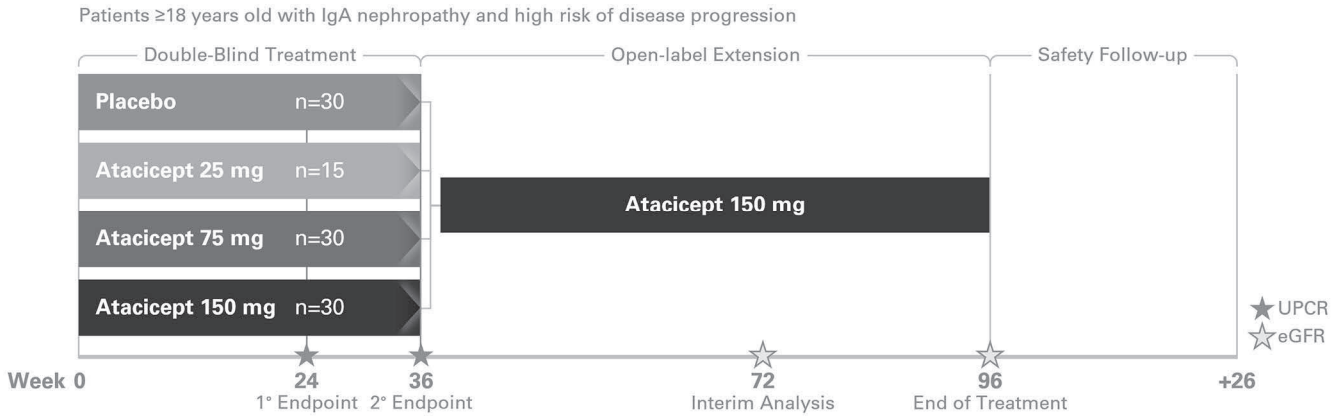 Patients ≥18 years old with IgA nephropathy and high risk of disease progression
Double-Blind Treatment
Open-label Extension
Safety Follow-up
Placebo n=30
Atacicept 25 mg n=15
Atacicept 75 mg n=30
Atacicept 150 mg n=30
Atacicept 150 mg
UPCR
eGFR
Week 0 24 36 72 96 +26
1° Endpoint 2° Endpoint Interim Analysis End of Treatment